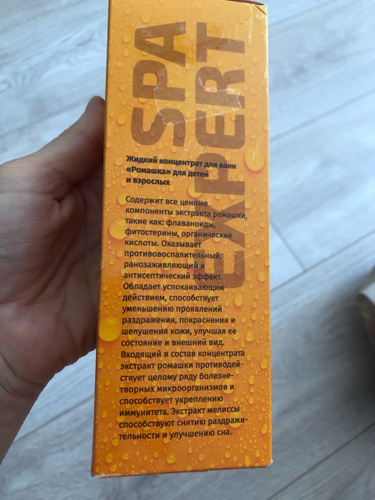 SPA
EXPERT
Жидкий концентрат для ванн
«Ромашка» для детей
и взрослых
Содержит все ценные
компоненты экстракта ромашки,
такие как: флаваноиды,
фитостерины, органические
кислоты. Оказывает
противовоспалительный,
ранозаживляющий и
антисептический эффект.
Обладает успокаивающим
действием, способствует
уменьшению проявлений
раздражения, покраснения и
шелушения кожи, улучшая ее
состояние и внешний вид.
Входящий в состав концентрата
экстракт ромашки противодей-
ствует целому ряду болезне-
творных микроорганизмов и
способствует укреплению
иммунитета. Экстракт мелиссы
способствуют снятию раздражи-
тельности и улучшению сна.